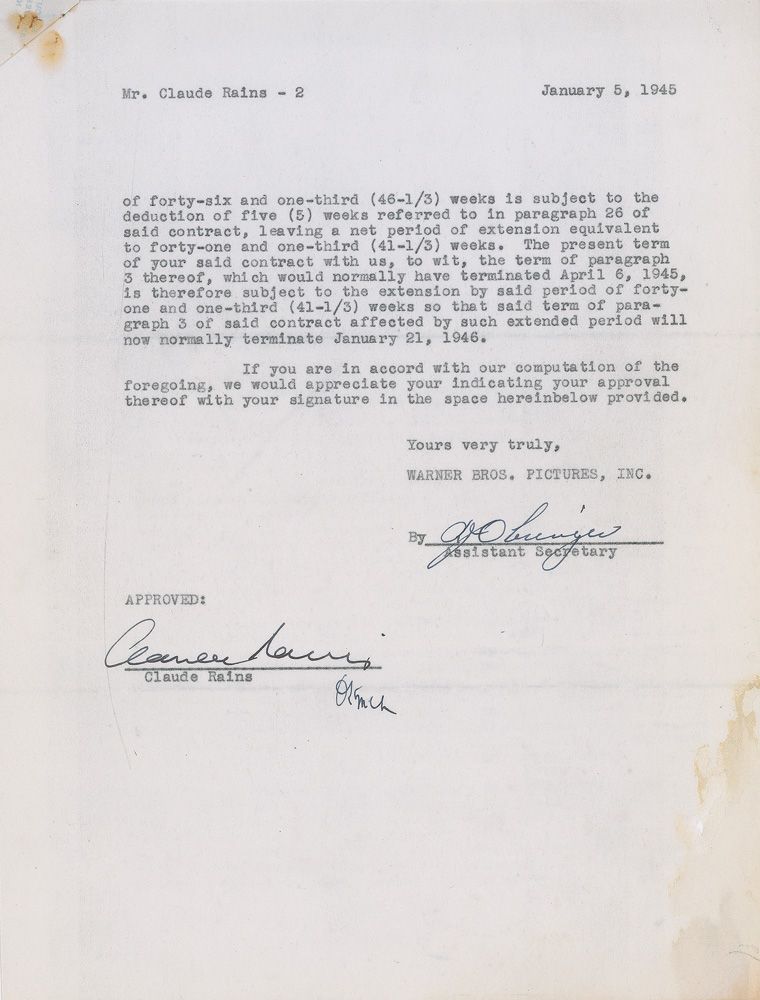 Mr. Claude Rains - 2 January 5, 1945
of forty-six and one-third (46-1/3) weeks is subject to the
deduction of five (5) weeks referred to in paragraph 26 of
said contract, leaving a net period of extension equivalent
to forty-one and one-third (41-1/3) weeks. The present term
of your said contract with us, to wit, the term of paragraph
3 thereof, which would normally have terminated April 6, 1945,
is therefore subject to the extension by said period of forty-
one and one-third (41-1/3) weeks so that said term of para-
graph 3 of said contract affected by such extended period will
now normally terminate January 21, 1946.
If you are in accord with our computation of the
foregoing, we would appreciate your indicating your approval
thereof with your signature in the space hereinbelow provided.
Yours very truly,
WARNER BROS. PICTURES, INC.
By
Assistant Secretary
APPROVED:
Claude Rains
Claude Rains